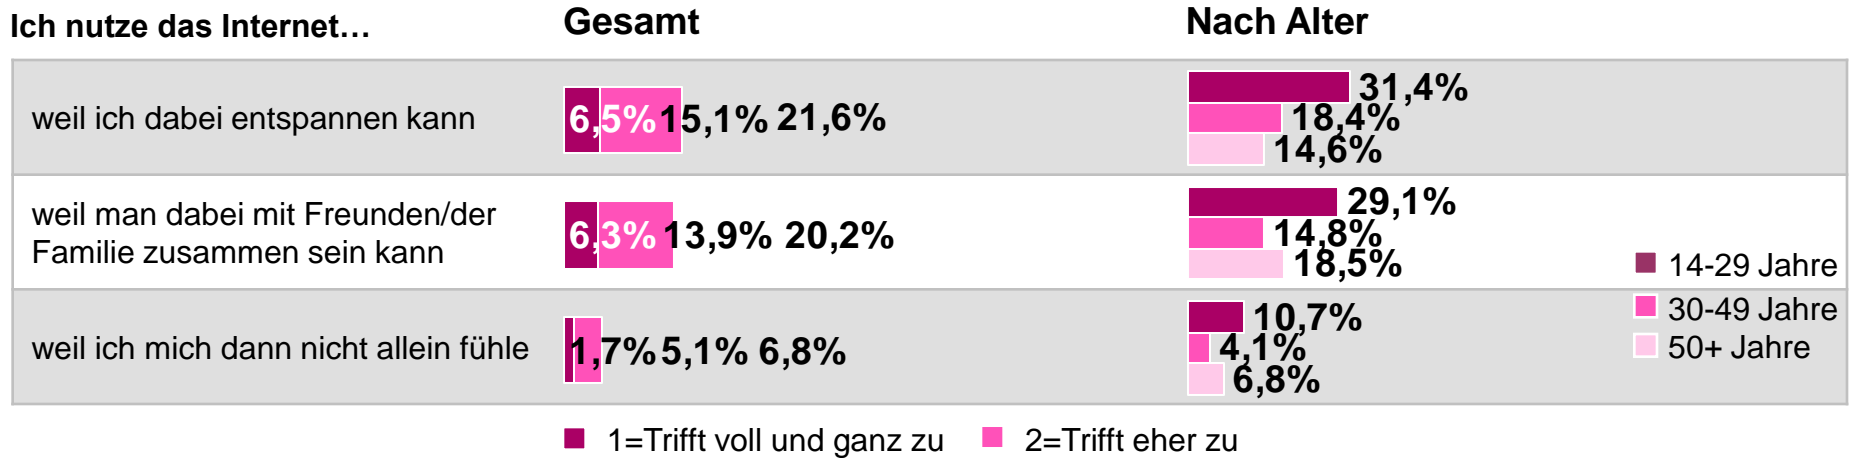 Ich nutze das Internet…
Gesamt
Nach Alter
weil ich dabei entspannen kann
6,5% 15,1% 21,6%
31,4%
18,4%
14,6%
weil man dabei mit Freunden/der
Familie zusammen sein kann
6,3% 13,9% 20,2%
29,1%
14,8%
18,5%
weil ich mich dann nicht allein fühle
1,7% 5,1% 6,8%
10,7%
4,1%
6,8%
14-29 Jahre
30-49 Jahre
50+ Jahre
1=Trifft voll und ganz zu
2=Trifft eher zu